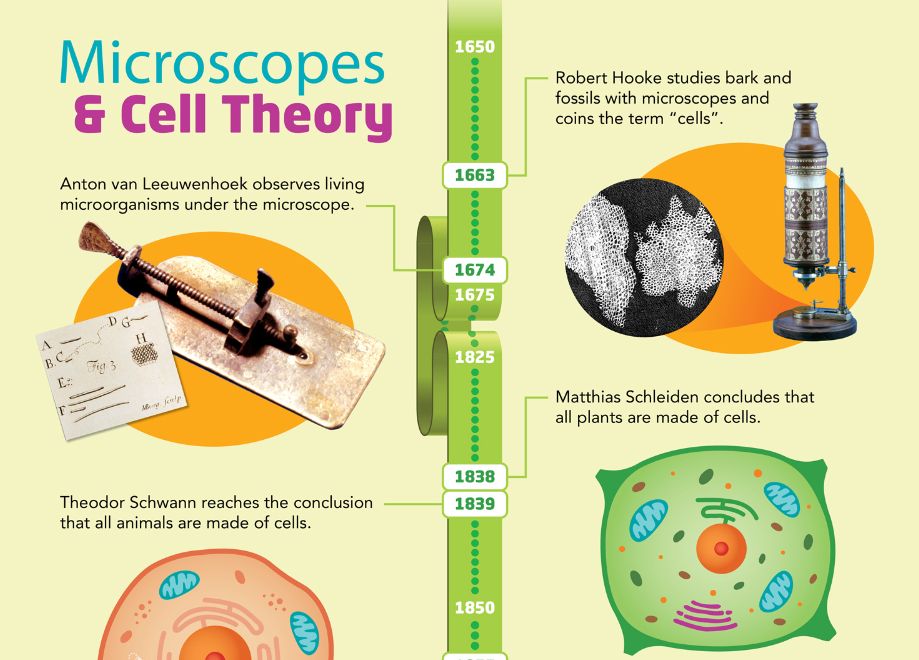 Microscopes
& Cell Theory
1650
Robert Hooke studies bark and
fossils with microscopes and
coins the term “cells”.
1663
Anton van Leeuwenhoek observes living
microorganisms under the microscope.
1674
1675
A
B.
C
D
G
H.
E
F
Fig: 3
1825
Matthias Schleiden concludes that
all plants are made of cells.
1838
1839
Theodor Schwann reaches the conclusion
that all animals are made of cells.
1850